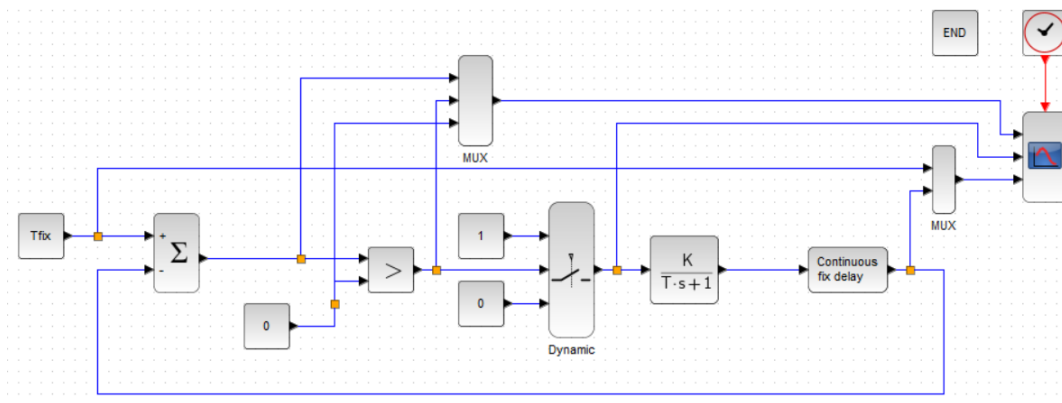 END
MUX
MUX
Tfix
+
-
Σ
>
0
1
0
Dynamic
K
T·s+1
Continuous
fix delay